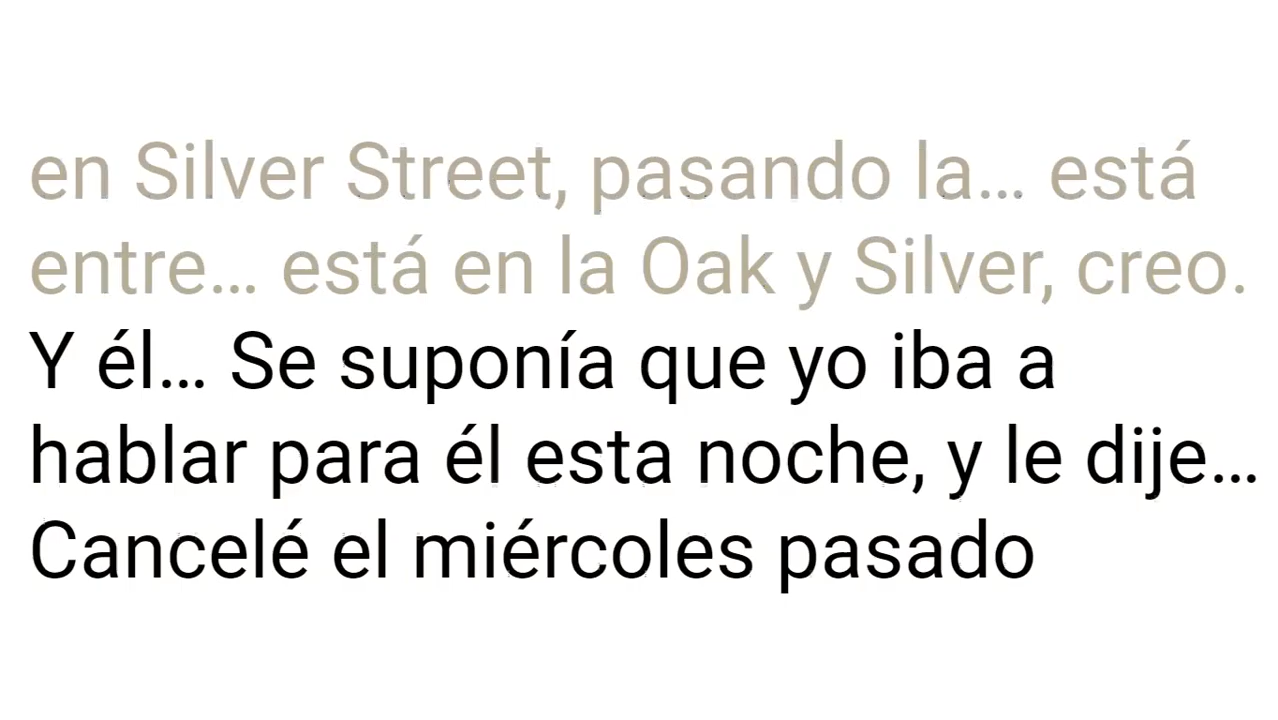 en Silver Street, pasando la… está
entre… está en la Oak y Silver, creo.
Y él… Se suponía que yo iba a
hablar para él esta noche, y le dije…
Cancelé el miércoles pasado